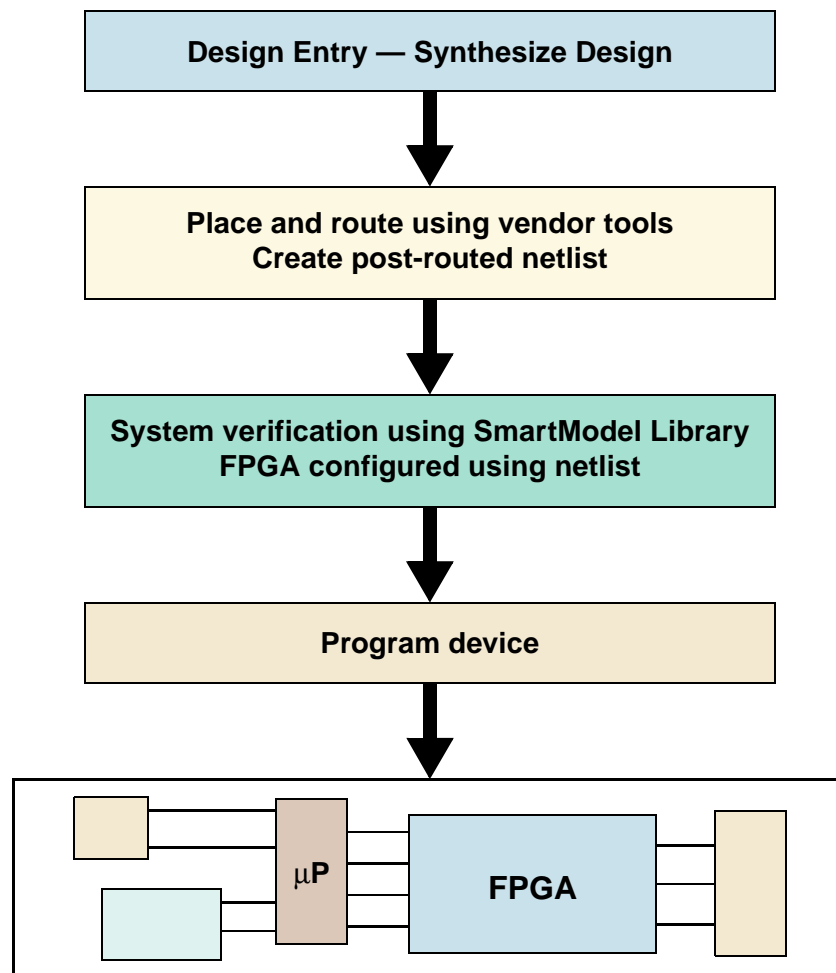 Design Entry — Synthesize Design
Place and route using vendor tools
Create post-routed netlist
System verification using SmartModel Library
FPGA configured using netlist
Program device
μP
FPGA